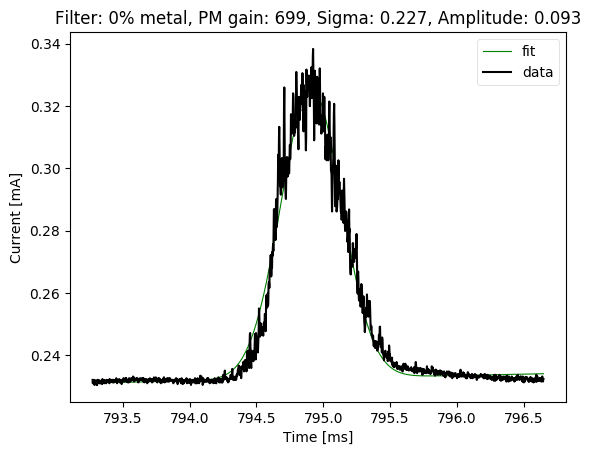 Filter: 0% metal, PM gain: 699, Sigma: 0.227, Amplitude: 0.093
fit
data
0.34
0.32
0.30
0.28
0.26
0.24
Current [mA]
793.5 794.0 794.5 795.0 795.5 796.0 796.5
Time [ms]